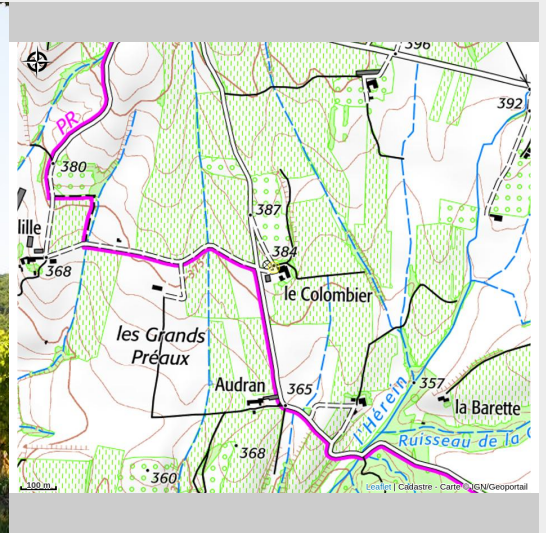 396
392
PR
380
387
lille
384
368
le Colombier
les Grands
Préaux
Audran
365
357
la Barette
l'Hérein
Ruisseau de la
368
360
100 m
Leaflet | Cadastre - Carte © IGN/Geoportail